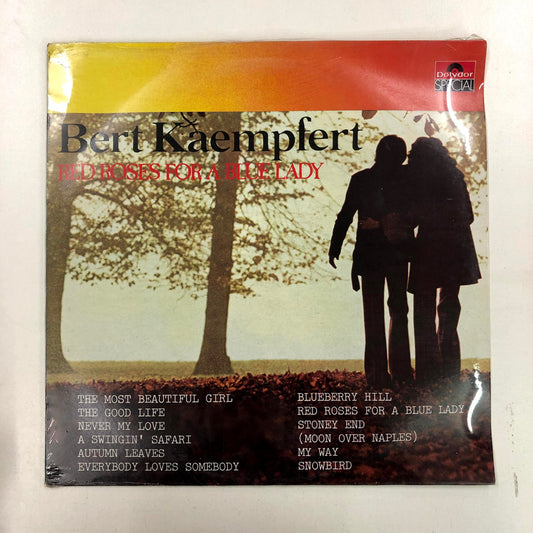 Polydor
SPECIAL
Bert Kaempfert
RED ROSES FOR A BLUE LADY
THE MOST BEAUTIFUL GIRL
THE GOOD LIFE
NEVER MY LOVE
A SWINGIN' SAFARI
AUTUMN LEAVES
EVERYBODY LOVES SOMEBODY
BLUEBERRY HILL
RED ROSES FOR A BLUE LADY
STONEY END
(MOON OVER NAPLES)
MY WAY
SNOWBIRD